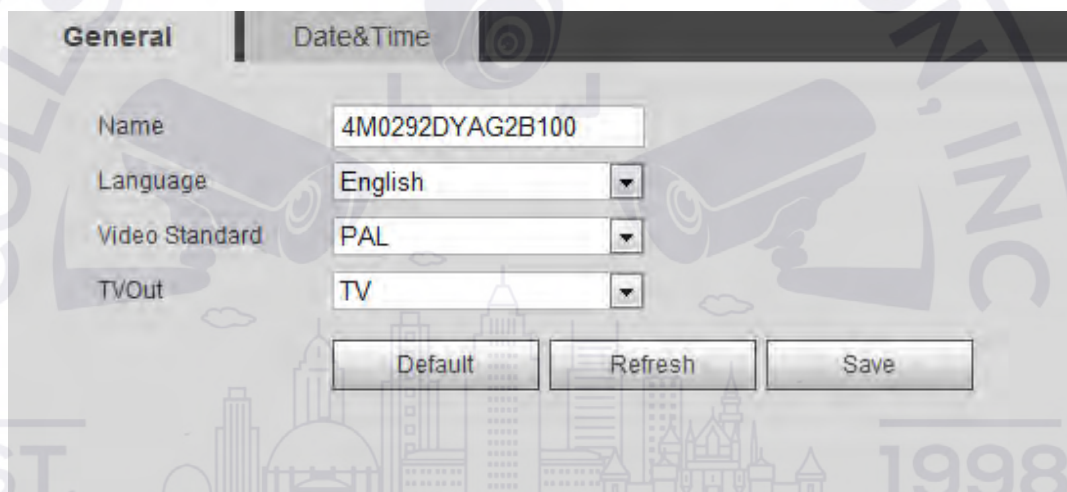 General Date&Time
Name 4M0292DYAG2B100
Language English
Video Standard PAL
TVOut TV
Default Refresh Save
1998